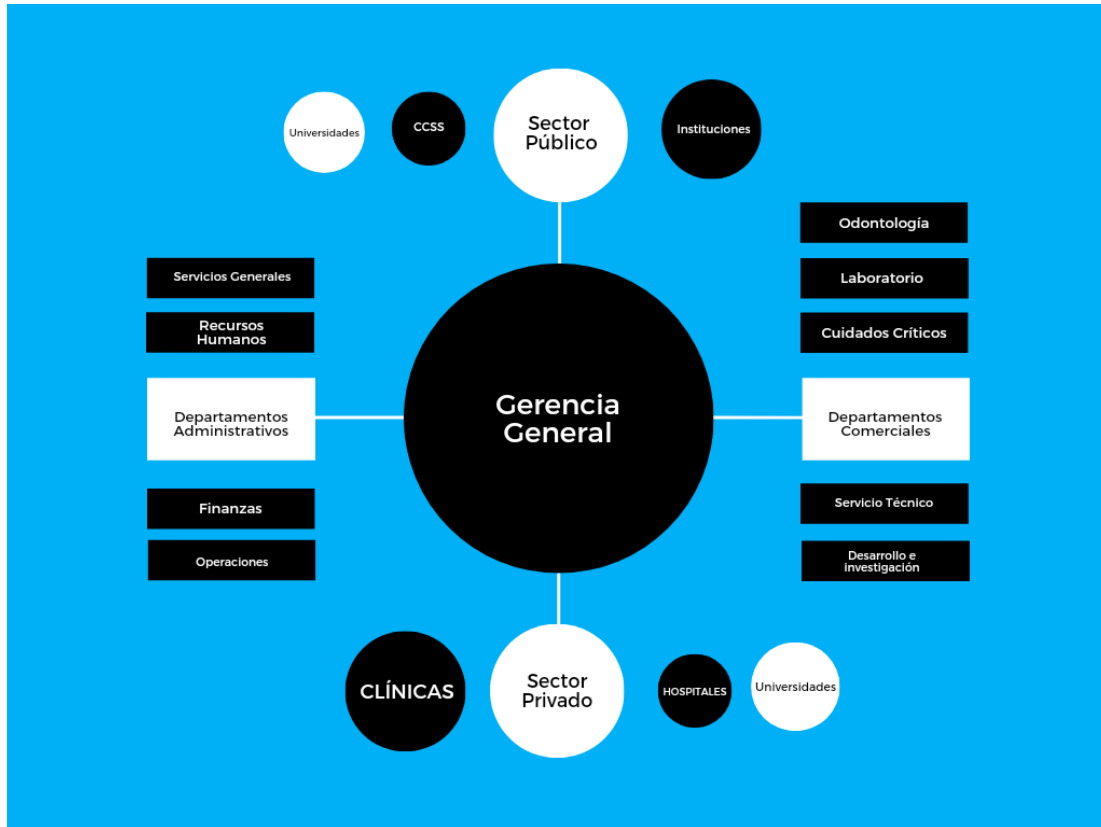 Universidades
CCSS
Sector
Público
Instituciones
Odontología
Laboratorio
Cuidados Críticos
Servicios Generales
Recursos
Humanos
Departamentos
Administrativos
Gerencia
General
Departamentos
Comerciales
Finanzas
Operaciones
Servicio Técnico
Desarrollo e
investigación
CLÍNICAS
Sector
Privado
HOSPITALES
Universidades